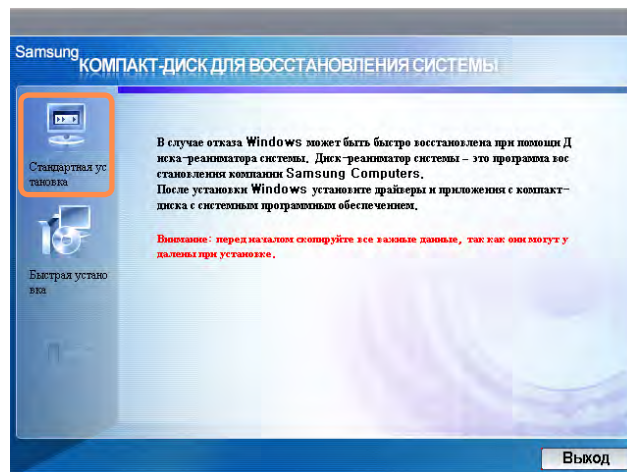 Samsung
КОМПАКТ-ДИСК ДЛЯ ВОССТАНОВЛЕНИЯ СИСТЕМЫ
Стандартная ус
тановка
Быстрая устано
вка
В случае отказа Windows может быть быстро восстановлена при помощи Д
иска-реаниматора системы. Диск-реаниматор системы – это программа вос
становления компании Samsung Computers.
После установки Windows установите драйверы и приложения с компакт-
диска с системным программным обеспечением.
Внимание: перед началом скопируйте все важные данные, так как они могут у
далены при установке.
Выход